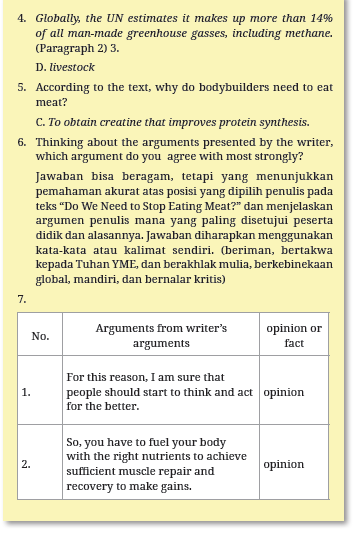 4. Globally, the UN estimates it makes up more than 14%
of all man-made greenhouse gasses, including methane.
(Paragraph 2) 3.
D. livestock
5. According to the text, why do bodybuilders need to eat
meat?
C. To obtain creatine that improves protein synthesis.
6. Thinking about the arguments presented by the writer,
which argument do you agree with most strongly?
Jawaban bisa beragam, tetapi yang menunjukkan
pemahaman akurat atas posisi yang dipilih penulis pada
teks “Do We Need to Stop Eating Meat?” dan menjelaskan
argumen penulis mana yang paling disetujui peserta
didik dan alasannya. Jawaban diharapkan menggunakan
kata-kata atau kalimat sendiri. (beriman, bertakwa
kepada Tuhan YME, dan berakhlak mulia, berkebinekaan
global, mandiri, dan bernalar kritis)
7.
No.
Arguments from writer’s
arguments
opinion or
fact
1.
For this reason, I am sure that
people should start to think and act
for the better.
opinion
2.
So, you have to fuel your body
with the right nutrients to achieve
sufficient muscle repair and
recovery to make gains.
opinion